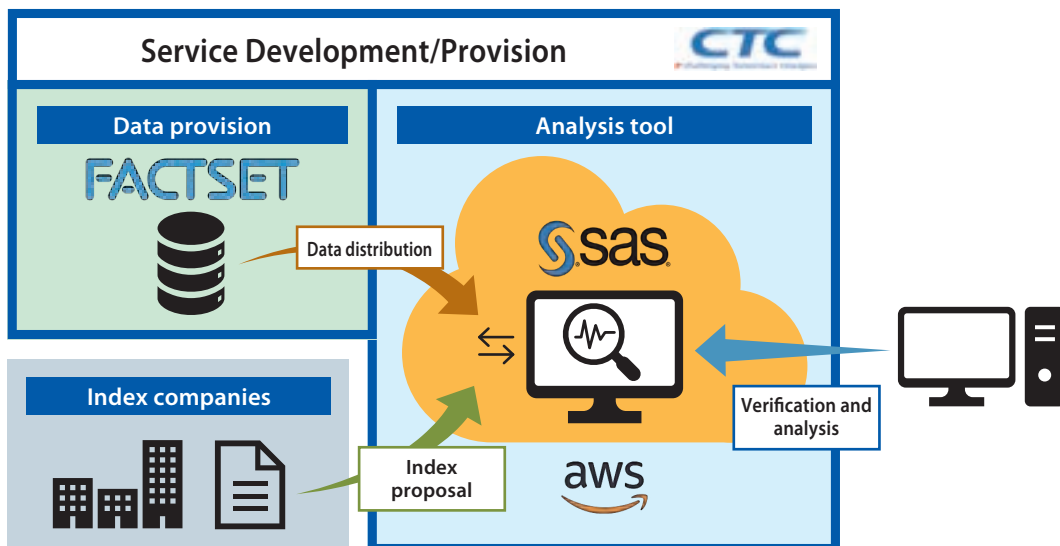 Service Development/Provision
CTC
Data provision
FACTSET
Data distribution
Analysis tool
sas
Index companies
Index
proposal
Verification and
analysis
aws